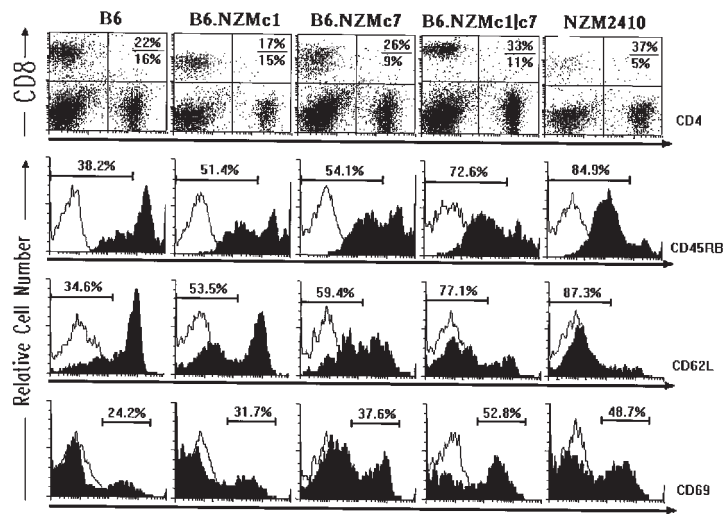 B6 B6.NZMc1 B6.NZMc7 B6.NZMc1|c7 NZM2410
CD8
22% 17% 26% 33% 37%
16% 15% 9% 11% 5%
CD4
Relative Cell Number
38.2% 51.4% 54.1% 72.6% 84.9%
CD45RB
34.6% 53.5% 59.4% 77.1% 87.3%
CD62L
24.2% 31.7% 37.6% 52.8% 48.7%
CD69